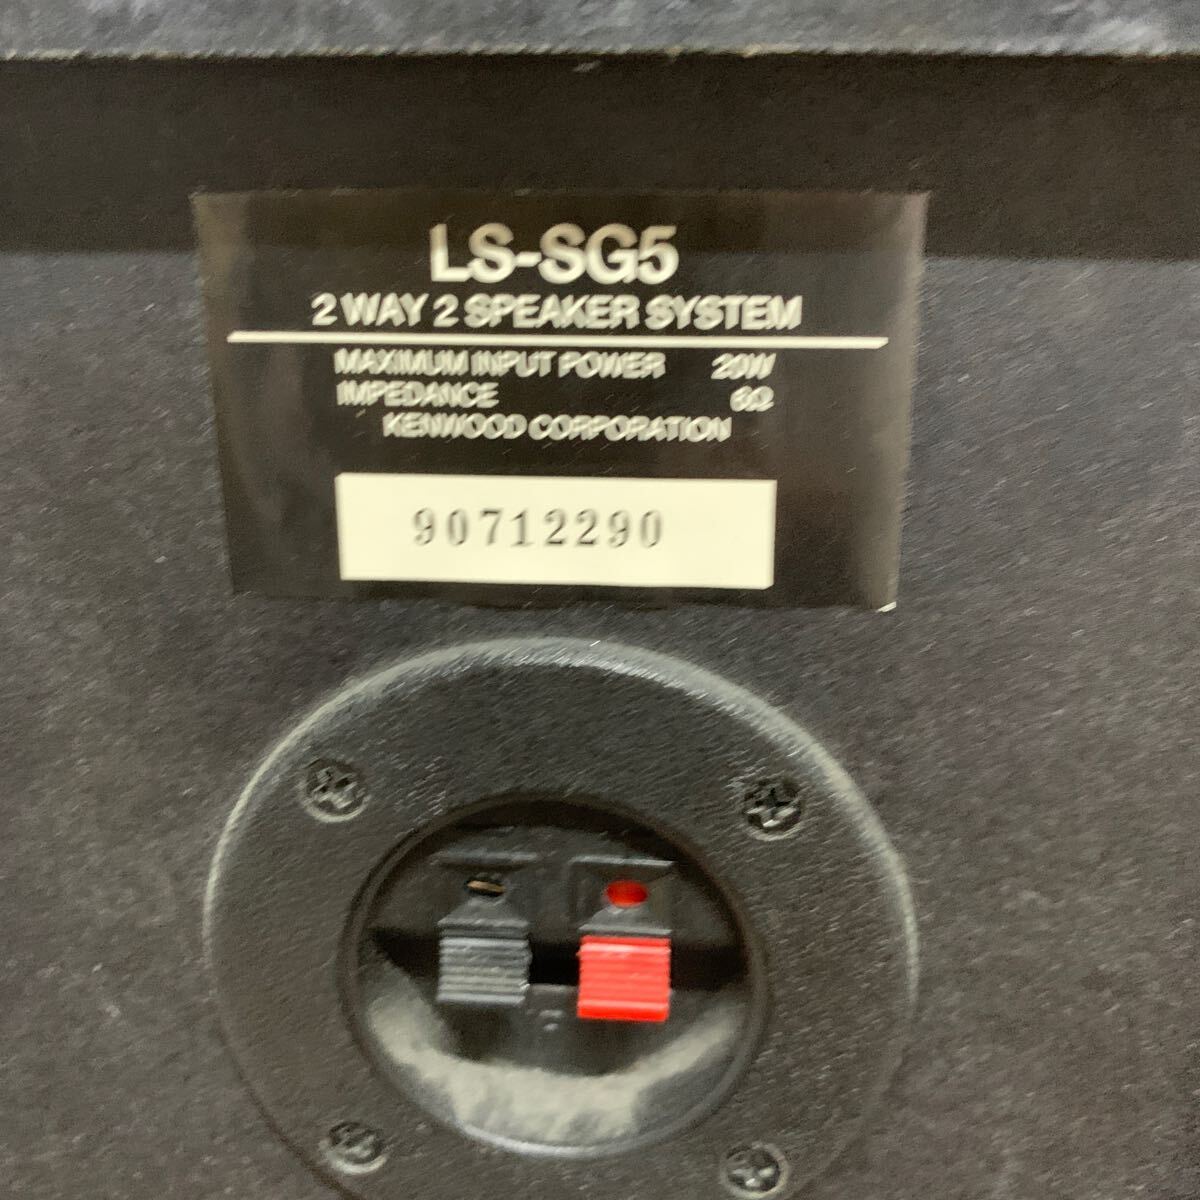 LS-SG5
2 WAY 2 SPEAKER SYSTEM
MAXIMUM INPUT POWER 20W
IMPEDANCE 6Ω
KENWOOD CORPORATION
90712290